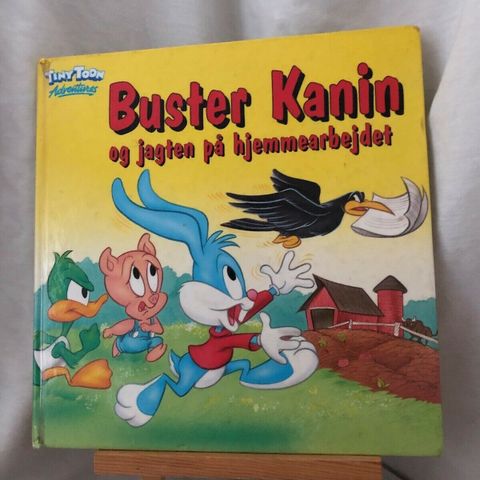 TINY TOON
Adventures
Buster Kanin
og jagten på hjemmearbejdet